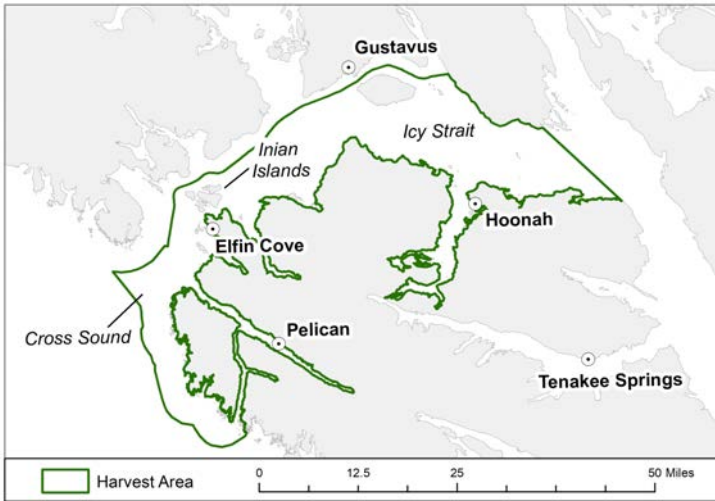 Gustavus
Icy Strait
Inian
Islands
Hoonah
Elfin Cove
Cross Sound
Pelican
Tenakee Springs
Harvest Area
0 12.5 25 50 Miles